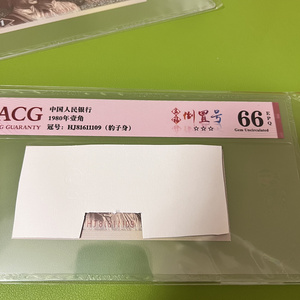 ACG
G GUARANTY
中国人民银行
1980年壹角
冠号：HJ81611109（豹子身）
倒置号
☆☆☆
66 EPQ
Gem Uncirculated
HJ81611109